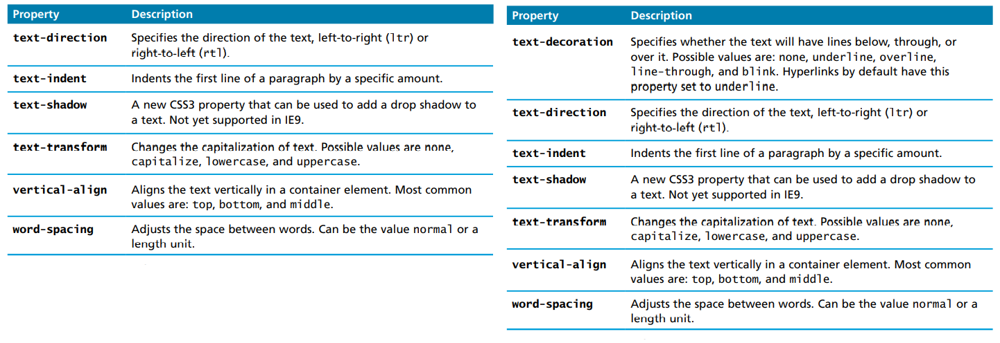 Property Description
text-direction Specifies the direction of the text, left-to-right (ltr) or
right-to-left (rtl).
text-indent Indents the first line of a paragraph by a specific amount.
text-shadow A new CSS3 property that can be used to add a drop shadow to
a text. Not yet supported in IE9.
text-transform Changes the capitalization of text. Possible values are none,
capitalize, lowercase, and uppercase.
vertical-align Aligns the text vertically in a container element. Most common
values are: top, bottom, and middle.
word-spacing Adjusts the space between words. Can be the value normal or a
length unit.
Property Description
text-decoration Specifies whether the text will have lines below, through, or
over it. Possible values are: none, underline, overline,
line-through, and blink. Hyperlinks by default have this
property set to underline.
text-direction Specifies the direction of the text, left-to-right (ltr) or
right-to-left (rtl).
text-indent Indents the first line of a paragraph by a specific amount.
text-shadow A new CSS3 property that can be used to add a drop shadow to
a text. Not yet supported in IE9.
text-transform Changes the capitalization of text. Possible values are none,
capitalize, lowercase, and uppercase.
vertical-align Aligns the text vertically in a container element. Most common
values are: top, bottom, and middle.
word-spacing Adjusts the space between words. Can be the value normal or a
length unit.